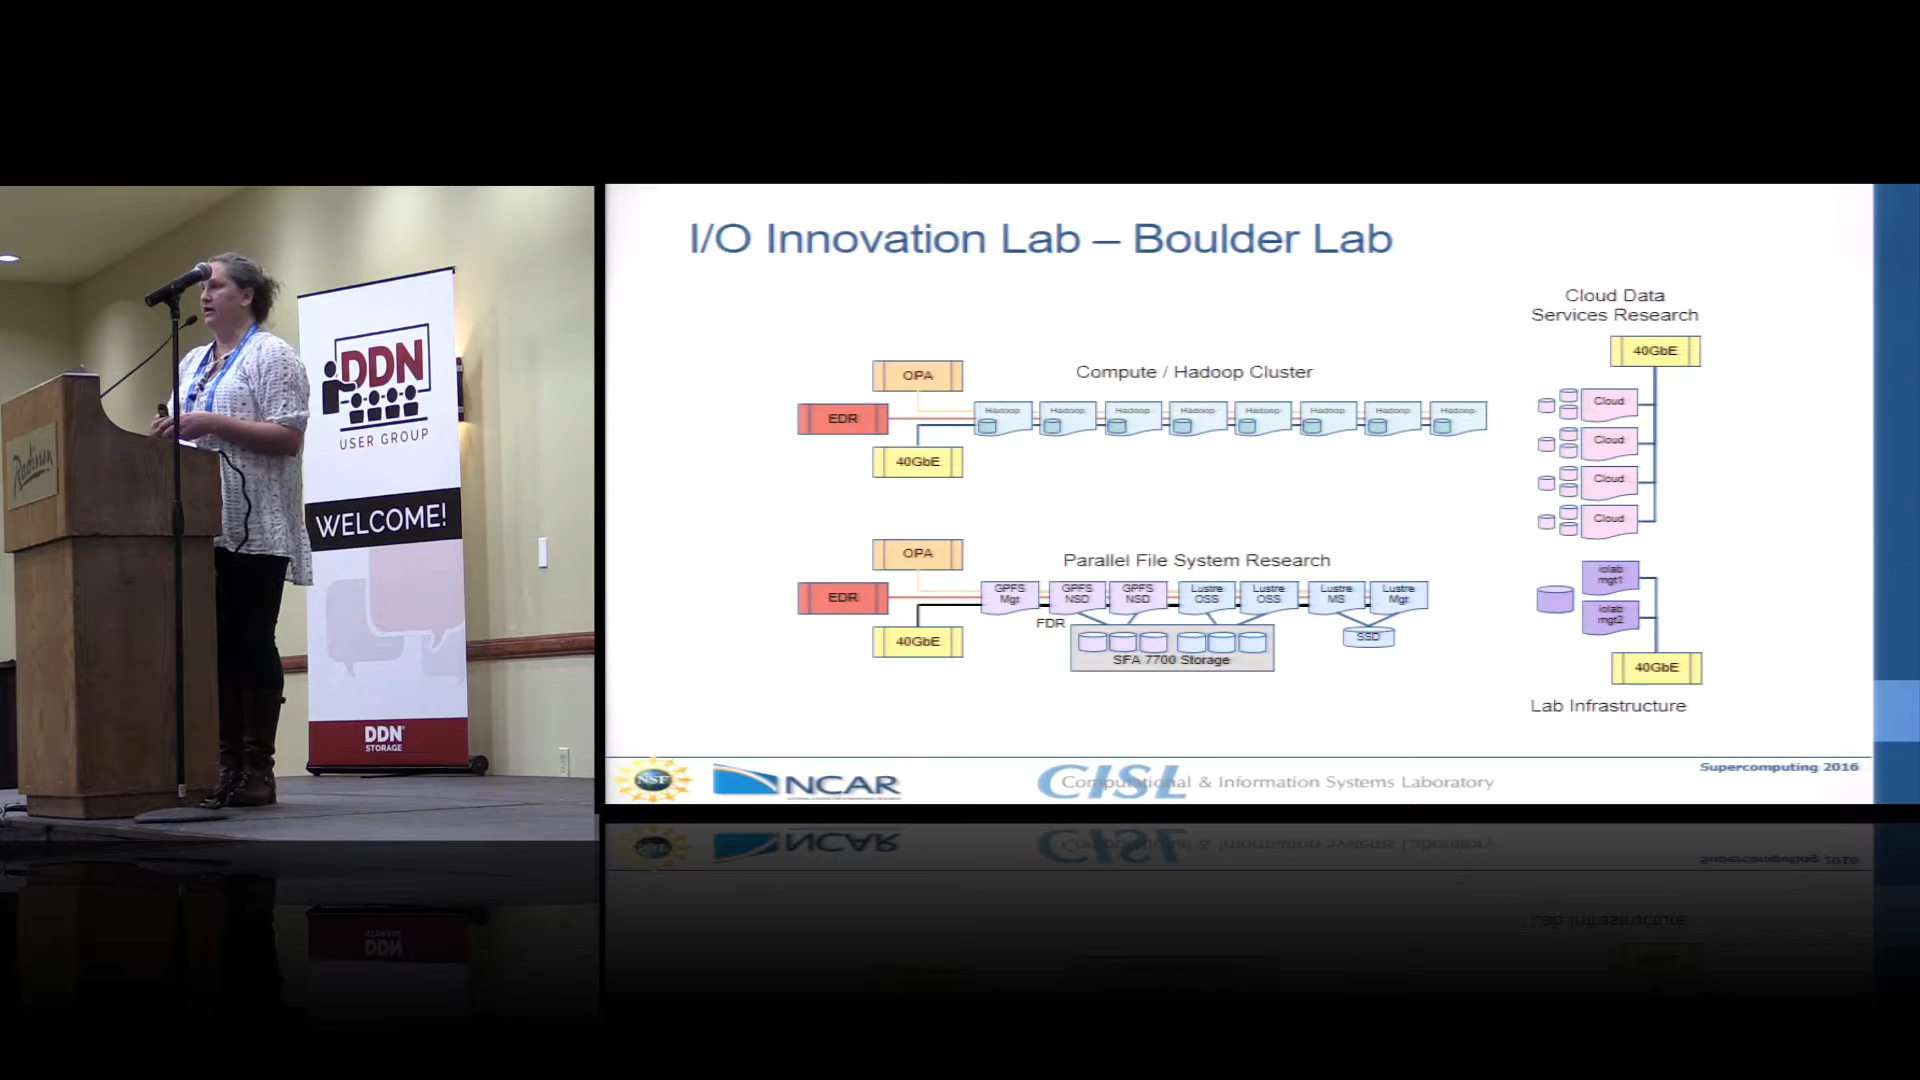 Radisson
DDN
USER GROUP
WELCOME!
DDN
STORAGE
I/O Innovation Lab – Boulder Lab
Cloud Data
Services Research
40GbE
Cloud
Cloud
Cloud
Cloud
OPA
Compute / Hadoop Cluster
EDR
Hadoop Hadoop Hadoop Hadoop Hadoop Hadoop Hadoop Hadoop
40GbE
OPA
Parallel File System Research
EDR
GPFS Mgt
GPFS NSD
GPFS NSD
Lustre OSS
Lustre OSS
Lustre MS
Lustre Mgt
FDR
40GbE
SSD
SFA 7700 Storage
iolab
mgt1
iolab
mgt2
40GbE
Lab Infrastructure
NSF
NCAR
CISL
Computational & Information Systems Laboratory
Supercomputing 2016